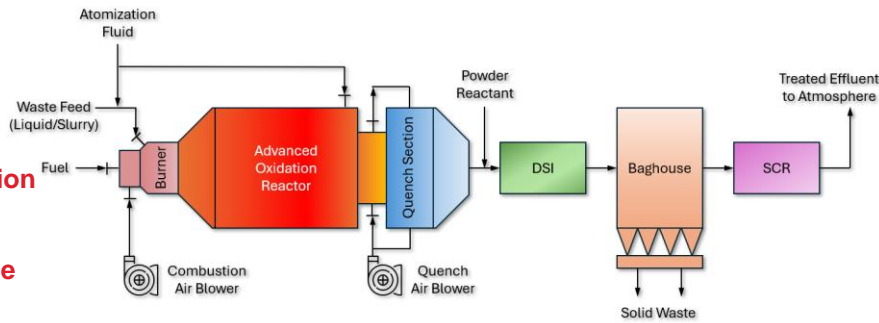 Atomization
Fluid
Waste Feed
(Liquid/Slurry)
Fuel
ion
e
Burner
Advanced
Oxidation
Reactor
Combustion
Air Blower
Quench Section
Quench
Air Blower
Powder
Reactant
DSI
Baghouse
Solid Waste
SCR
Treated Effluent
to Atmosphere